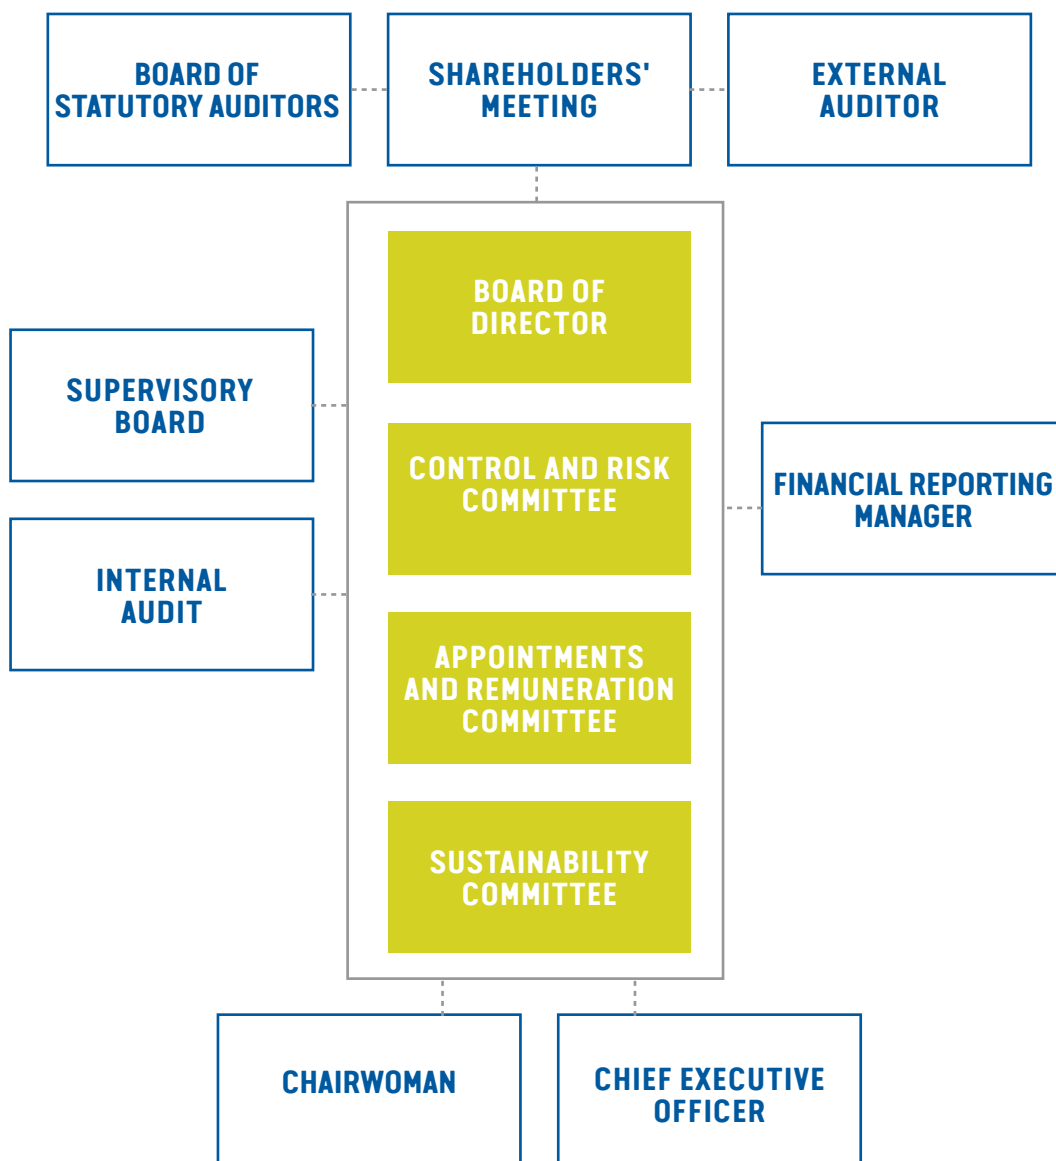 BOARD OF
STATUTORY AUDITORS
SHAREHOLDERS'
MEETING
EXTERNAL
AUDITOR
BOARD OF
DIRECTOR
SUPERVISORY
BOARD
CONTROL AND RISK
COMMITTEE
FINANCIAL REPORTING
MANAGER
INTERNAL
AUDIT
APPOINTMENTS
AND REMUNERATION
COMMITTEE
SUSTAINABILITY
COMMITTEE
CHAIRWOMAN
CHIEF EXECUTIVE
OFFICER